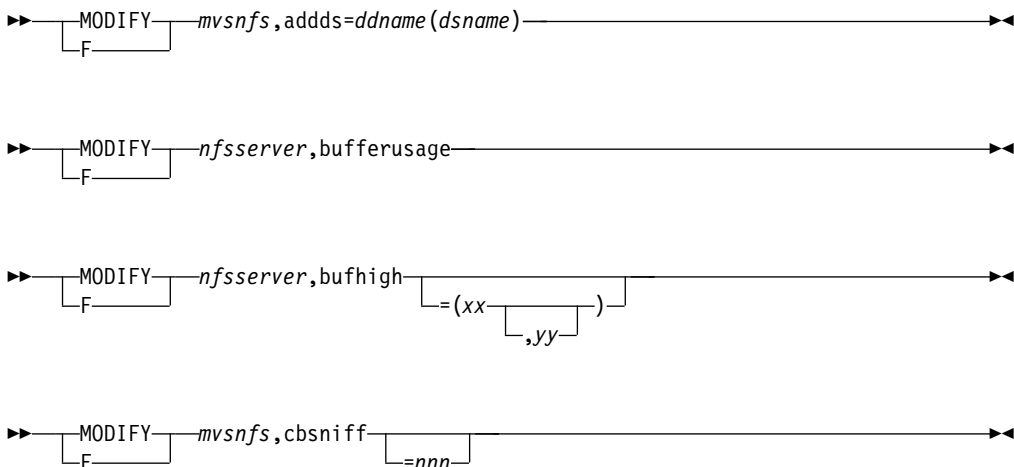 MODIFY mvsnfs,addds=ddname(dsname)
F
MODIFY nfsserver,bufferusage
F
MODIFY nfsserver,bufhigh
F =(xx )
,yy
MODIFY mvsnfs,cbsniff
F =nnn